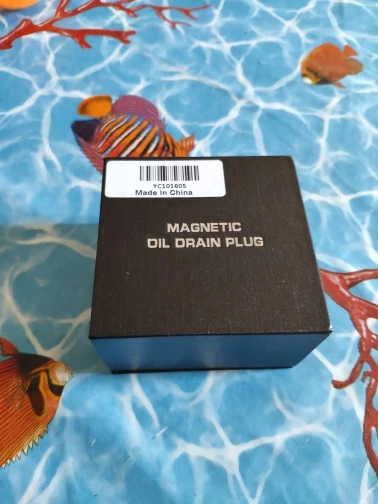 YC101605
Made in China
MAGNETIC
OIL DRAIN PLUG